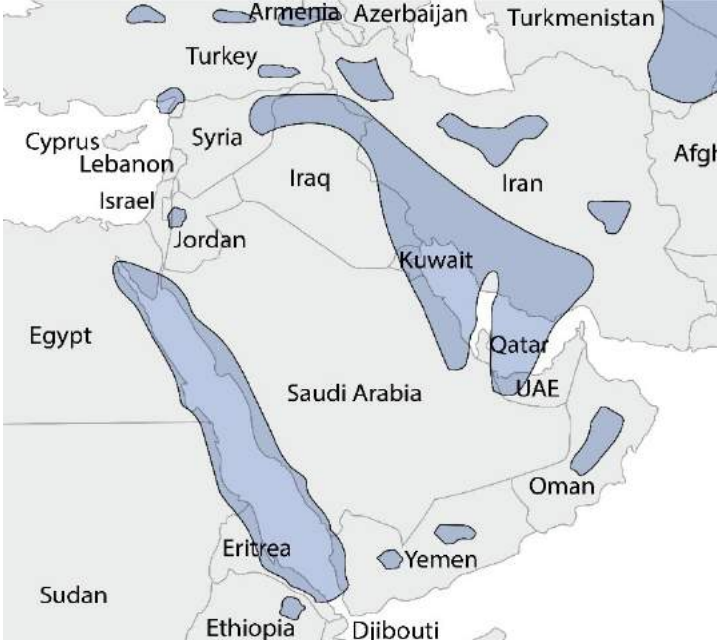 Armenia
Azerbaijan
Turkmenistan
Turkey
Cyprus
Syria
Lebanon
Afgh
Iraq
Iran
Israel
Jordan
Kuwait
Egypt
Qatar
Saudi Arabia
UAE
Oman
Eritrea
Yemen
Sudan
Ethiopia
Djibouti